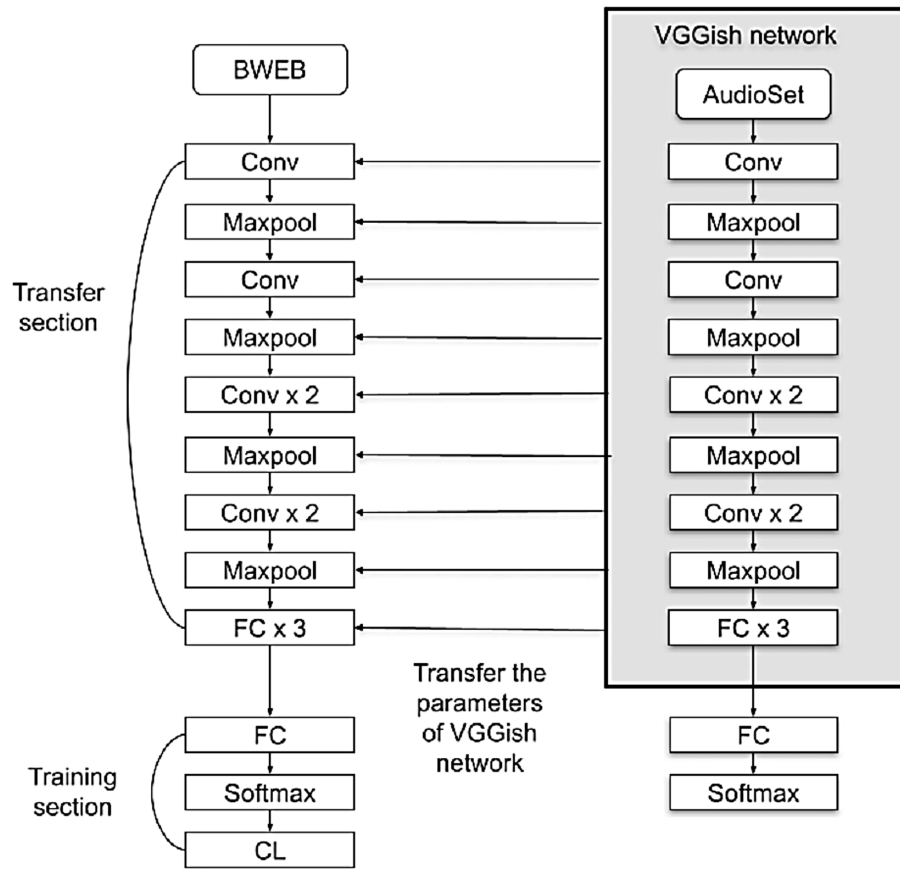 VGGish network
BWEB
AudioSet
Conv
Conv
Maxpool
Maxpool
Conv
Conv
Transfer
section
Maxpool
Maxpool
Conv x 2
Conv x 2
Maxpool
Maxpool
Conv x 2
Conv x 2
Maxpool
Maxpool
FC x 3
FC x 3
Transfer the
parameters
of VGGish
network
FC
FC
Training
section
Softmax
Softmax
CL